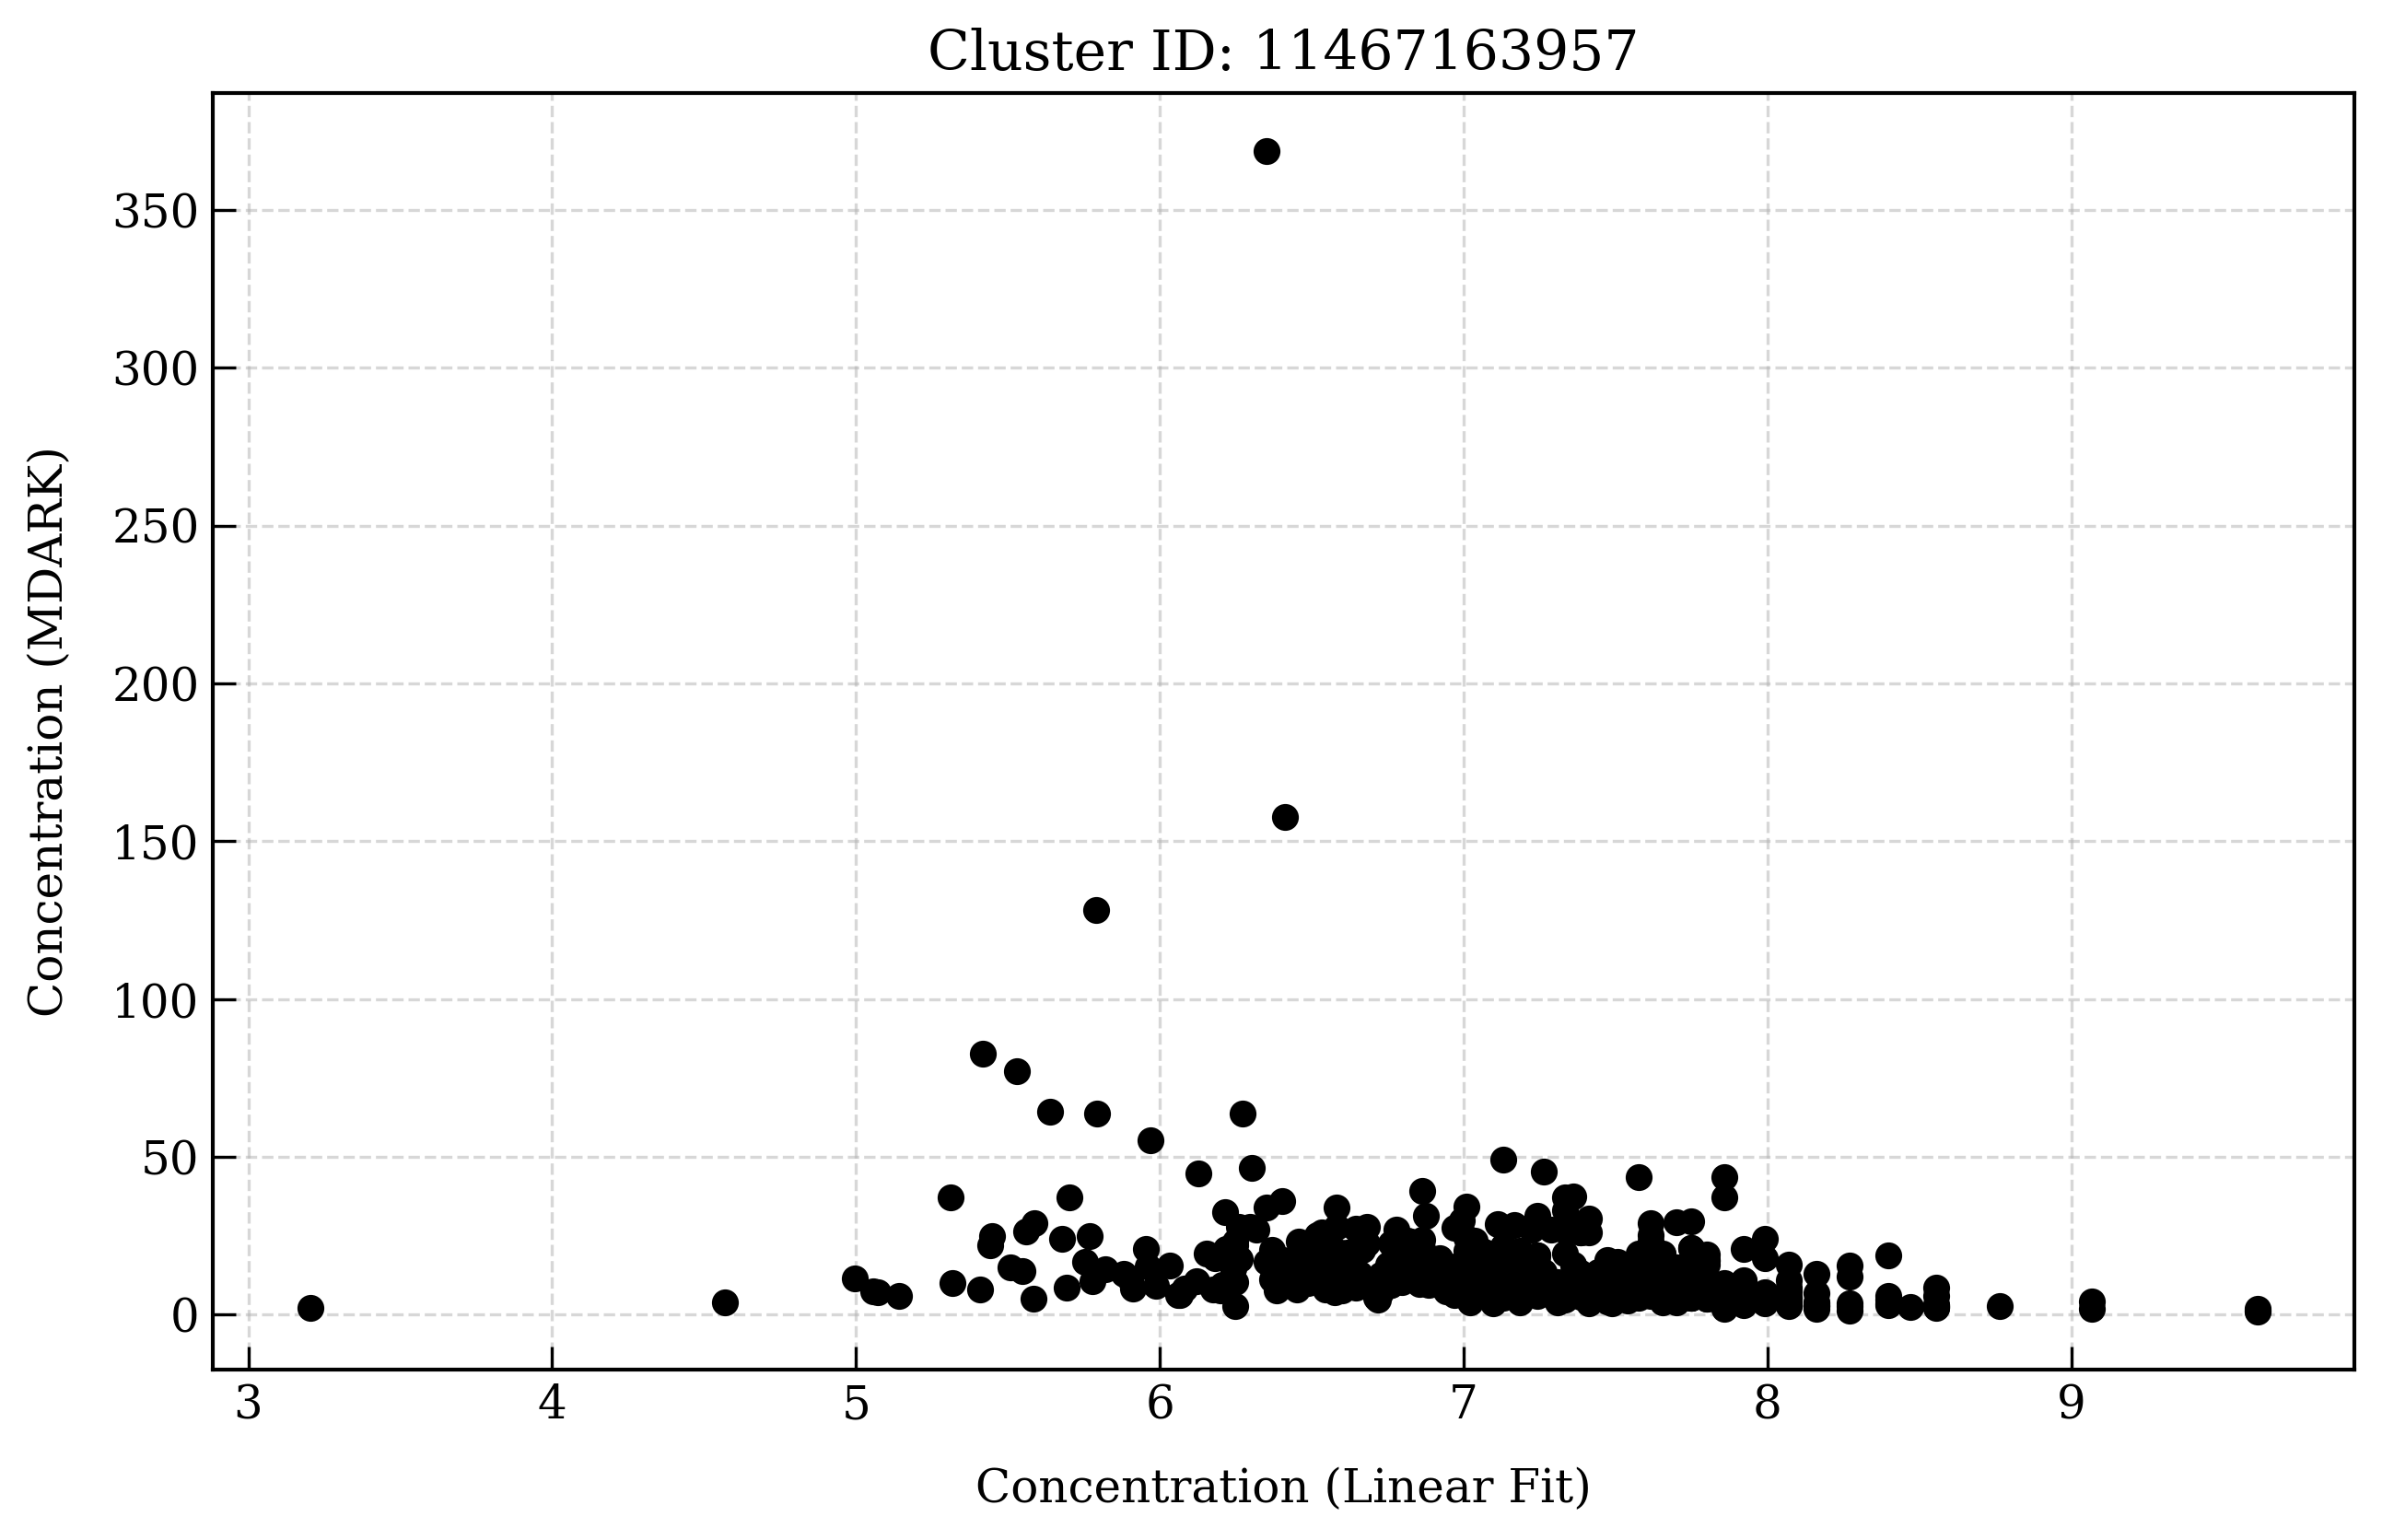 Cluster ID: 11467163957
Concentration (MDARK)
350
300
250
200
150
100
50
0
3 4 5 6 7 8 9
Concentration (Linear Fit)